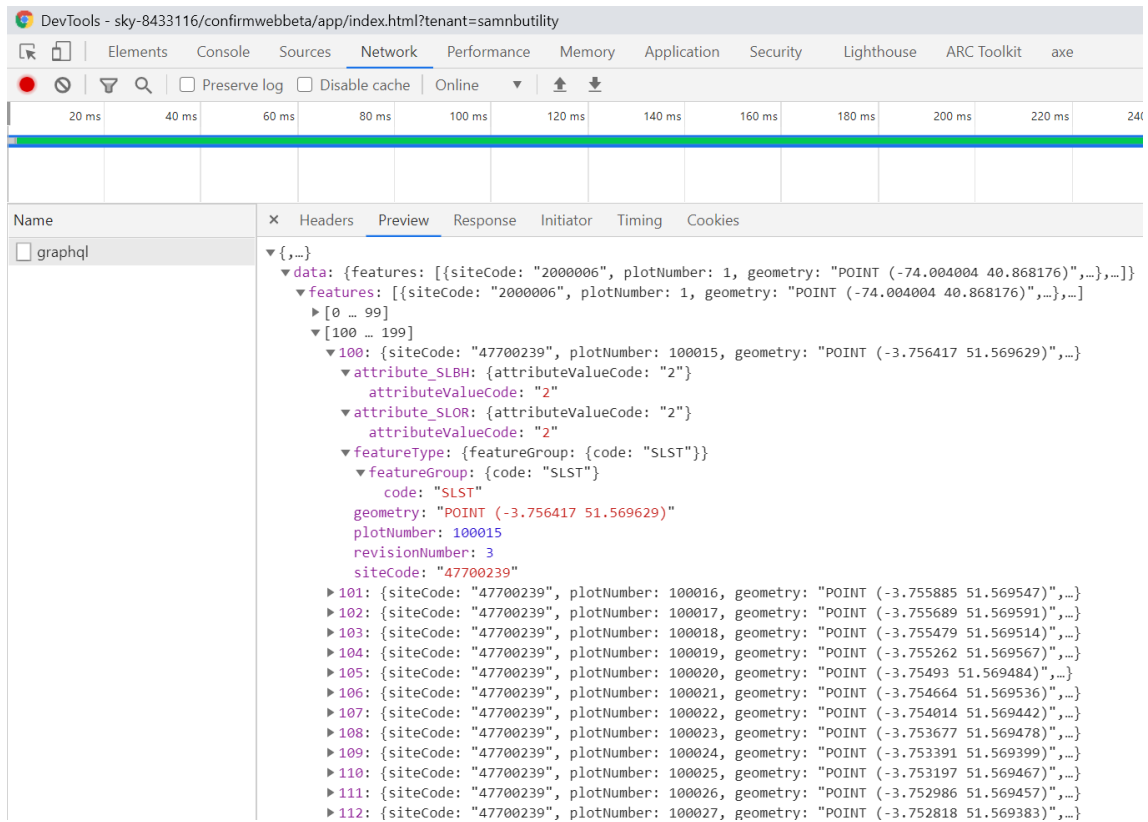 DevTools - sky-8433116/confirmwebbeta/app/index.html?tenant=samnbutility
Elements Console Sources Network Performance Memory Application Security Lighthouse ARC Toolkit axe
Preserve log Disable cache Online
20 ms 40 ms 60 ms 80 ms 100 ms 120 ms 140 ms 160 ms 180 ms 200 ms 220 ms 240
Name × Headers Preview Response Initiator Timing Cookies
graphql
▼{,…}
▼data: {features: [{siteCode: "2000006", plotNumber: 1, geometry: "POINT (-74.004004 40.868176)",…},…]}
▼features: [{siteCode: "2000006", plotNumber: 1, geometry: "POINT (-74.004004 40.868176)",…},…]
▶[0 … 99]
▼[100 … 199]
▼100: {siteCode: "47700239", plotNumber: 100015, geometry: "POINT (-3.756417 51.569629)",…}
▼attribute_SLBH: {attributeValueCode: "2"}
attributeValueCode: "2"
▼attribute_SLOR: {attributeValueCode: "2"}
attributeValueCode: "2"
▼featureType: {featureGroup: {code: "SLST"}}
▼featureGroup: {code: "SLST"}
code: "SLST"
geometry: "POINT (-3.756417 51.569629)"
plotNumber: 100015
revisionNumber: 3
siteCode: "47700239"
▶101: {siteCode: "47700239", plotNumber: 100016, geometry: "POINT (-3.755885 51.569547)",…}
▶102: {siteCode: "47700239", plotNumber: 100017, geometry: "POINT (-3.755689 51.569591)",…}
▶103: {siteCode: "47700239", plotNumber: 100018, geometry: "POINT (-3.755479 51.569514)",…}
▶104: {siteCode: "47700239", plotNumber: 100019, geometry: "POINT (-3.755262 51.569567)",…}
▶105: {siteCode: "47700239", plotNumber: 100020, geometry: "POINT (-3.75493 51.569484)",…}
▶106: {siteCode: "47700239", plotNumber: 100021, geometry: "POINT (-3.754664 51.569536)",…}
▶107: {siteCode: "47700239", plotNumber: 100022, geometry: "POINT (-3.754014 51.569442)",…}
▶108: {siteCode: "47700239", plotNumber: 100023, geometry: "POINT (-3.753677 51.569478)",…}
▶109: {siteCode: "47700239", plotNumber: 100024, geometry: "POINT (-3.753391 51.569399)",…}
▶110: {siteCode: "47700239", plotNumber: 100025, geometry: "POINT (-3.753197 51.569467)",…}
▶111: {siteCode: "47700239", plotNumber: 100026, geometry: "POINT (-3.752986 51.569457)",…}
▶112: {siteCode: "47700239", plotNumber: 100027, geometry: "POINT (-3.752818 51.569383)",…}